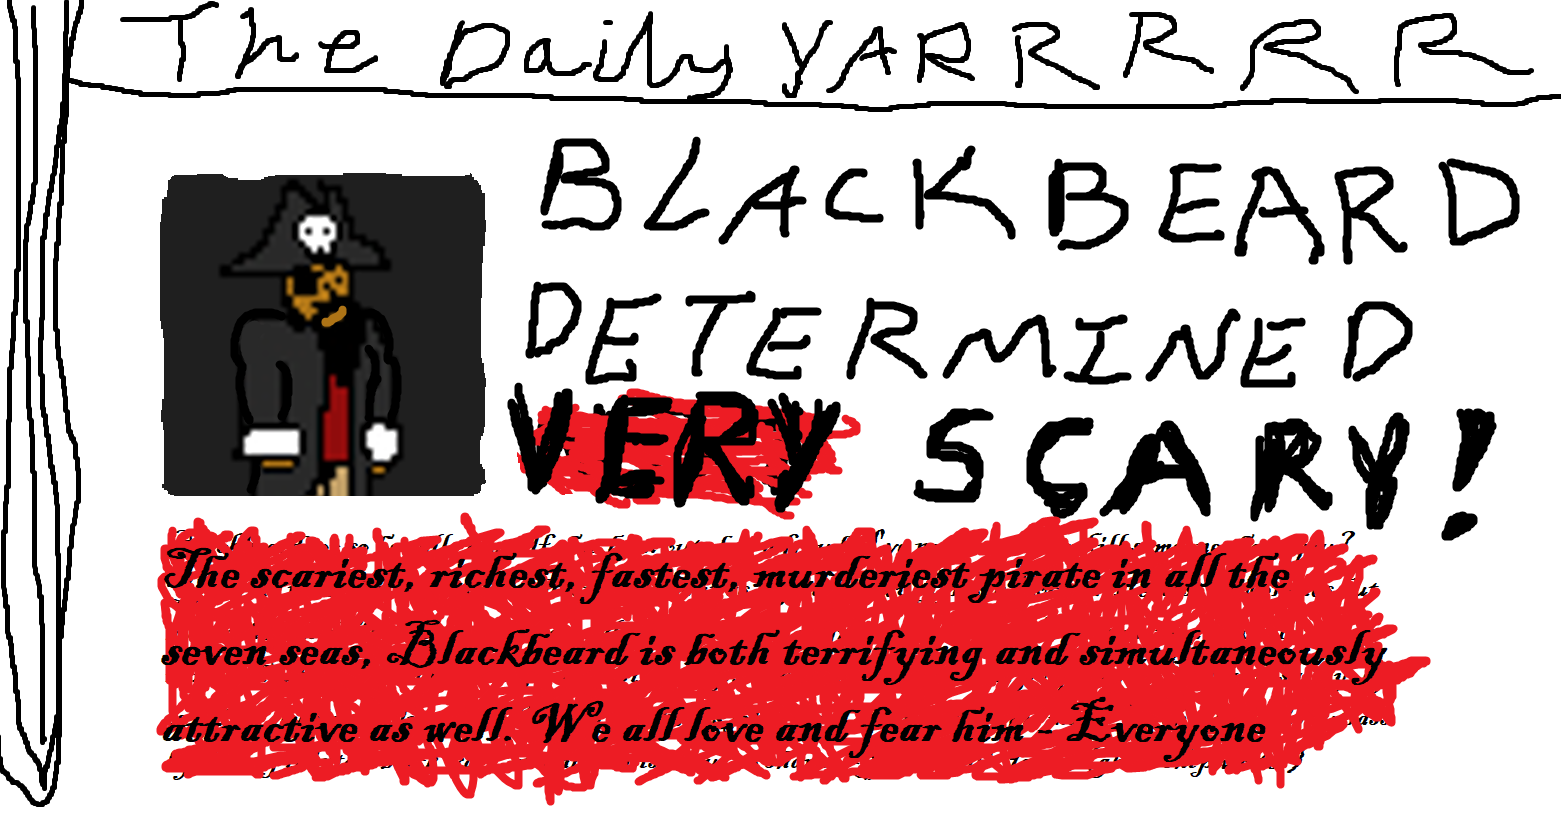 The Daily YARRRRR
BLACKBEARD
DETERMINED
VERY SCARY!
The scariest, richest, fastest, murderiest pirate in all the
seven seas, Blackbeard is both terrifying and simultaneously
attractive as well. We all love and fear him - Everyone